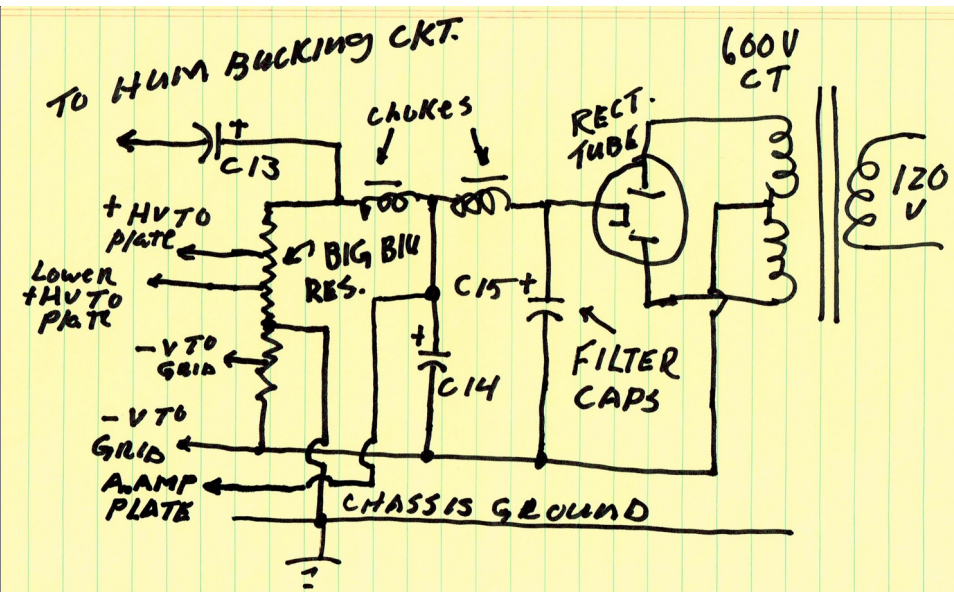 TO HUM BUCKING CKT.
600V
CT
chokes
RECT.
TUBE
+
C13
120
V
+ HV TO
plate
BIG BLU
RES.
Lower
+HV TO
Plate
C15 +
+
- V TO
GRID
C14
FILTER
CAPS
- V TO
GRID
A.AMP
PLATE
CHASSIS GROUND